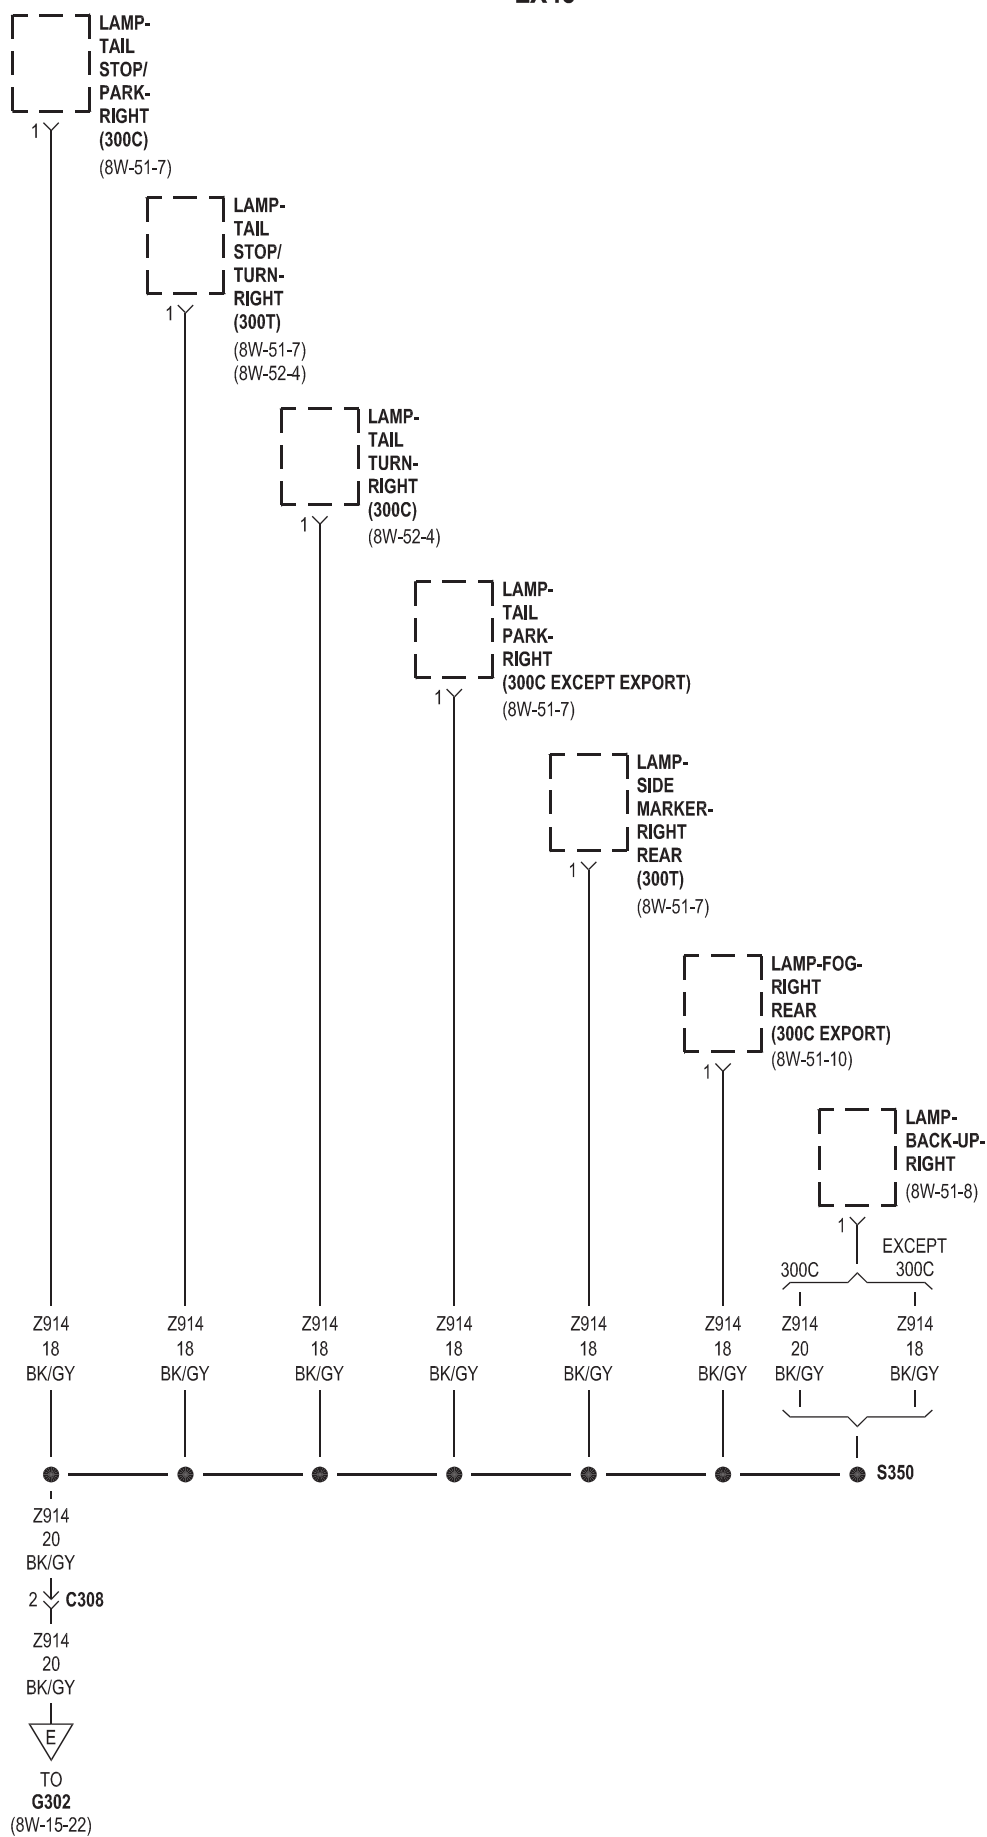 LAMP-
TAIL
STOP/
PARK-
RIGHT
(300C)
(8W-51-7)
1
LAMP-
TAIL
STOP/
TURN-
RIGHT
(300T)
(8W-51-7)
(8W-52-4)
1
LAMP-
TAIL
TURN-
RIGHT
(300C)
(8W-52-4)
1
LAMP-
TAIL
PARK-
RIGHT
(300C EXCEPT EXPORT)
(8W-51-7)
1
LAMP-
SIDE
MARKER-
RIGHT
REAR
(300T)
(8W-51-7)
1
LAMP-FOG-
RIGHT
REAR
(300C EXPORT)
(8W-51-10)
1
LAMP-
BACK-UP-
RIGHT
(8W-51-8)
1
300C
EXCEPT
300C
Z914 Z914 Z914 Z914 Z914 Z914 Z914 Z914
18 18 18 18 18 18 20 18
BK/GY BK/GY BK/GY BK/GY BK/GY BK/GY BK/GY BK/GY
S350
Z914
20
BK/GY
2 C308
Z914
20
BK/GY
E
TO
G302
(8W-15-22)